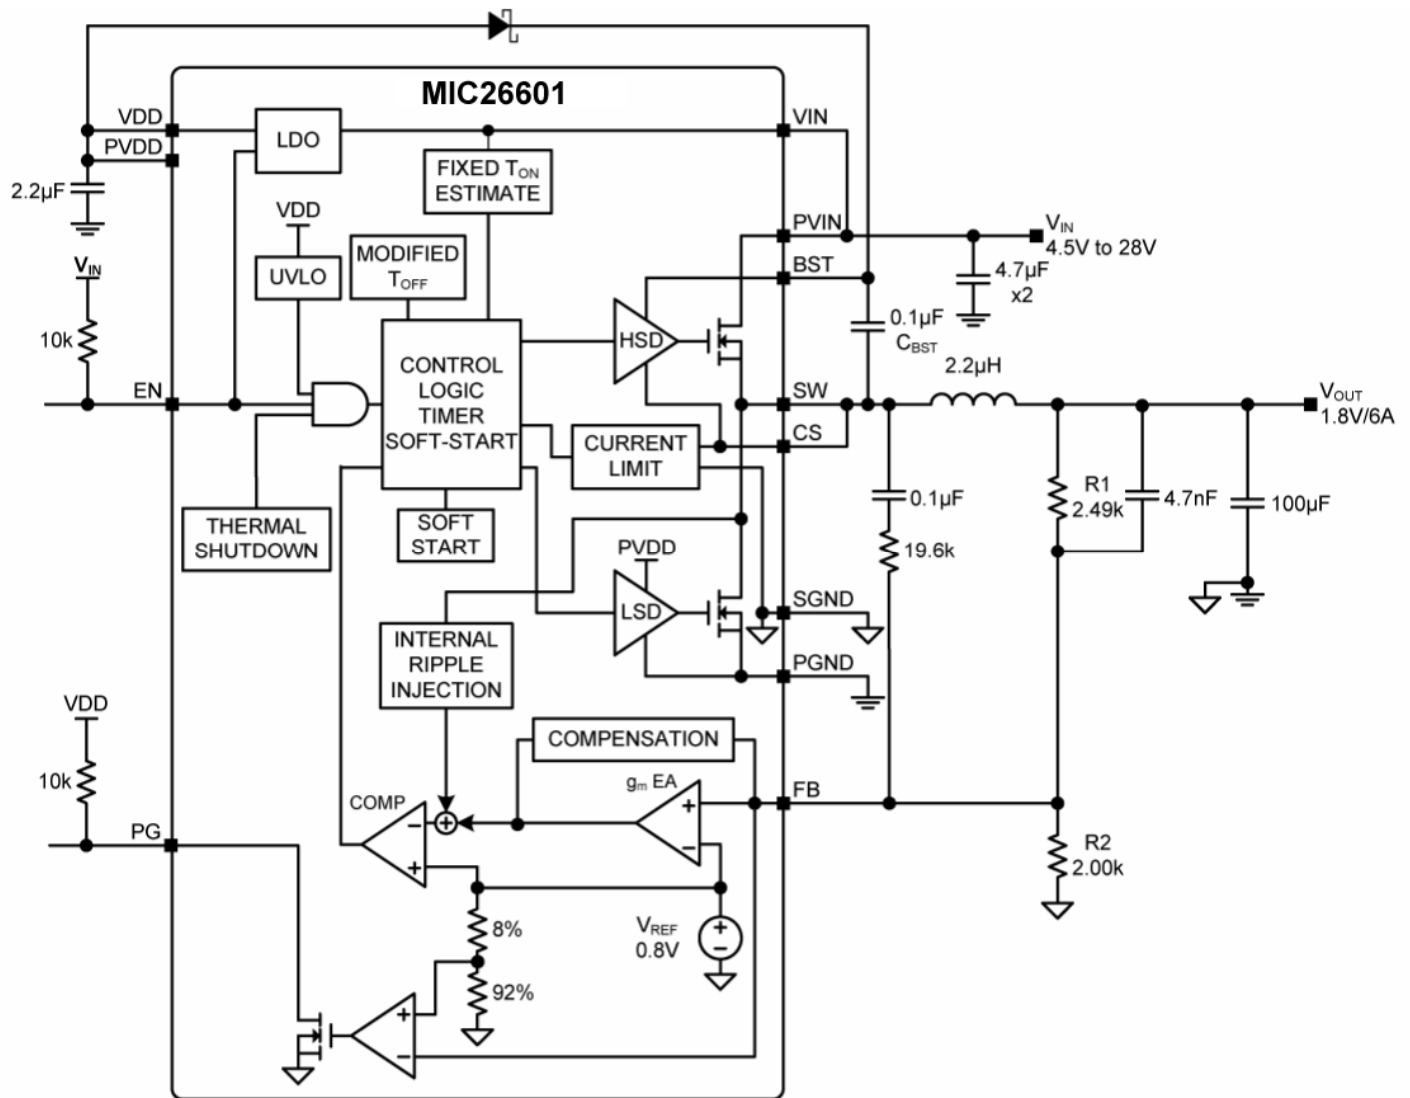 MIC26601
VDD
PVDD
2.2µF
LDO
VIN
FIXED TON
ESTIMATE
VDD
UVLO
MODIFIED
TOFF
PVIN
VIN
4.5V to 28V
4.7µF
x2
BST
VIN
10k
EN
HSD
0.1µF
CBST
2.2µH
CONTROL
LOGIC
TIMER
SOFT-START
SW
VOUT
1.8V/6A
CS
CURRENT
LIMIT
THERMAL
SHUTDOWN
SOFT
START
0.1µF
19.6k
R1
2.49k
4.7nF
100µF
PVDD
LSD
SGND
PGND
INTERNAL
RIPPLE
INJECTION
VDD
10k
PG
COMPENSATION
gm EA
COMP
FB
+
−
+
−
+
R2
2.00k
8%
92%
VREF
0.8V
+
−
+
−